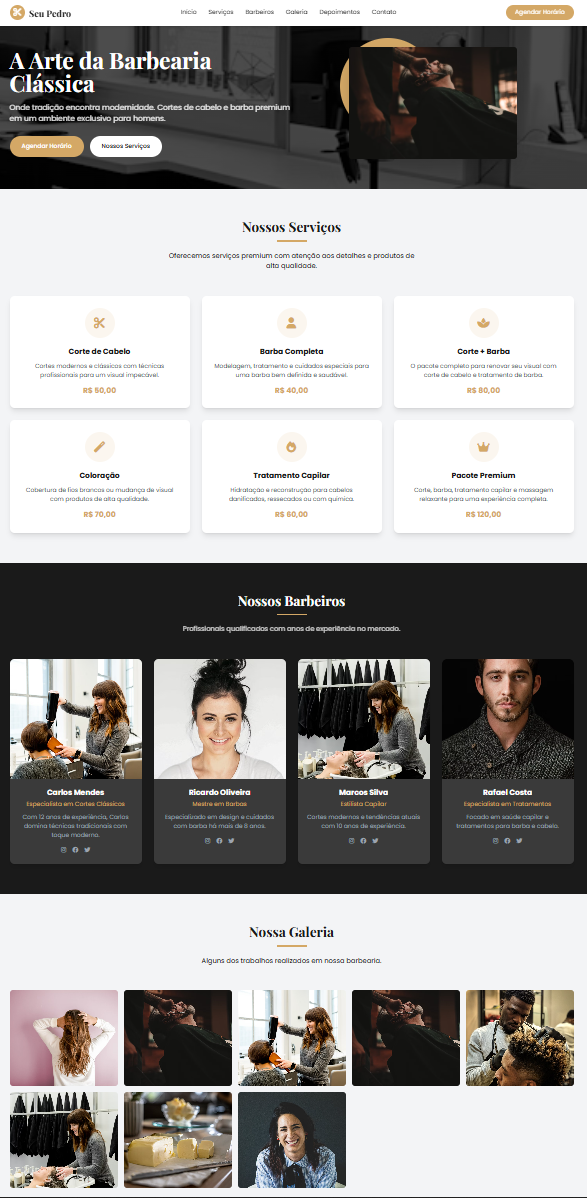 Seu Pedro
Início Serviços Barbeiros Galeria Depoimentos Contato
Agendar Horário
A Arte da Barbearia
Clássica
Onde tradição encontra modernidade. Cortes de cabelo e barba premium
em um ambiente exclusivo para homens.
Agendar Horário
Nossos Serviços
Nossos Serviços
Oferecemos serviços premium com atenção aos detalhes e produtos de
alta qualidade.
Corte de Cabelo
Cortes modernos e clássicos com técnicas
profissionais para um visual impecável.
R$ 50,00
Barba Completa
Modelagem, tratamento e cuidados especiais para
uma barba bem definida e saudável.
R$ 40,00
Corte + Barba
O pacote completo para renovar seu visual com
corte de cabelo e tratamento de barba.
R$ 80,00
Coloração
Cobertura de fios brancos ou mudança de visual
com produtos de alta qualidade.
R$ 70,00
Tratamento Capilar
Hidratação e reconstrução para cabelos
danificados, ressecados ou com química.
R$ 60,00
Pacote Premium
Corte, barba, tratamento capilar e massagem
relaxante para uma experiência completa.
R$ 120,00
Nossos Barbeiros
Profissionais qualificados com anos de experiência no mercado.
Carlos Mendes
Especialista em Cortes Clássicos
Com 12 anos de experiência, Carlos
domina técnicas tradicionais com
toque moderno.
Ricardo Oliveira
Mestre em Barbas
Especializado em design e cuidados
com barba há mais de 8 anos.
Marcos Silva
Estilista Capilar
Cortes modernos e tendências atuais
com 10 anos de experiência.
Rafael Costa
Especialista em Tratamentos
Focado em saúde capilar e
tratamentos para barba e cabelo.
Nossa Galeria
Alguns dos trabalhos realizados em nossa barbearia.